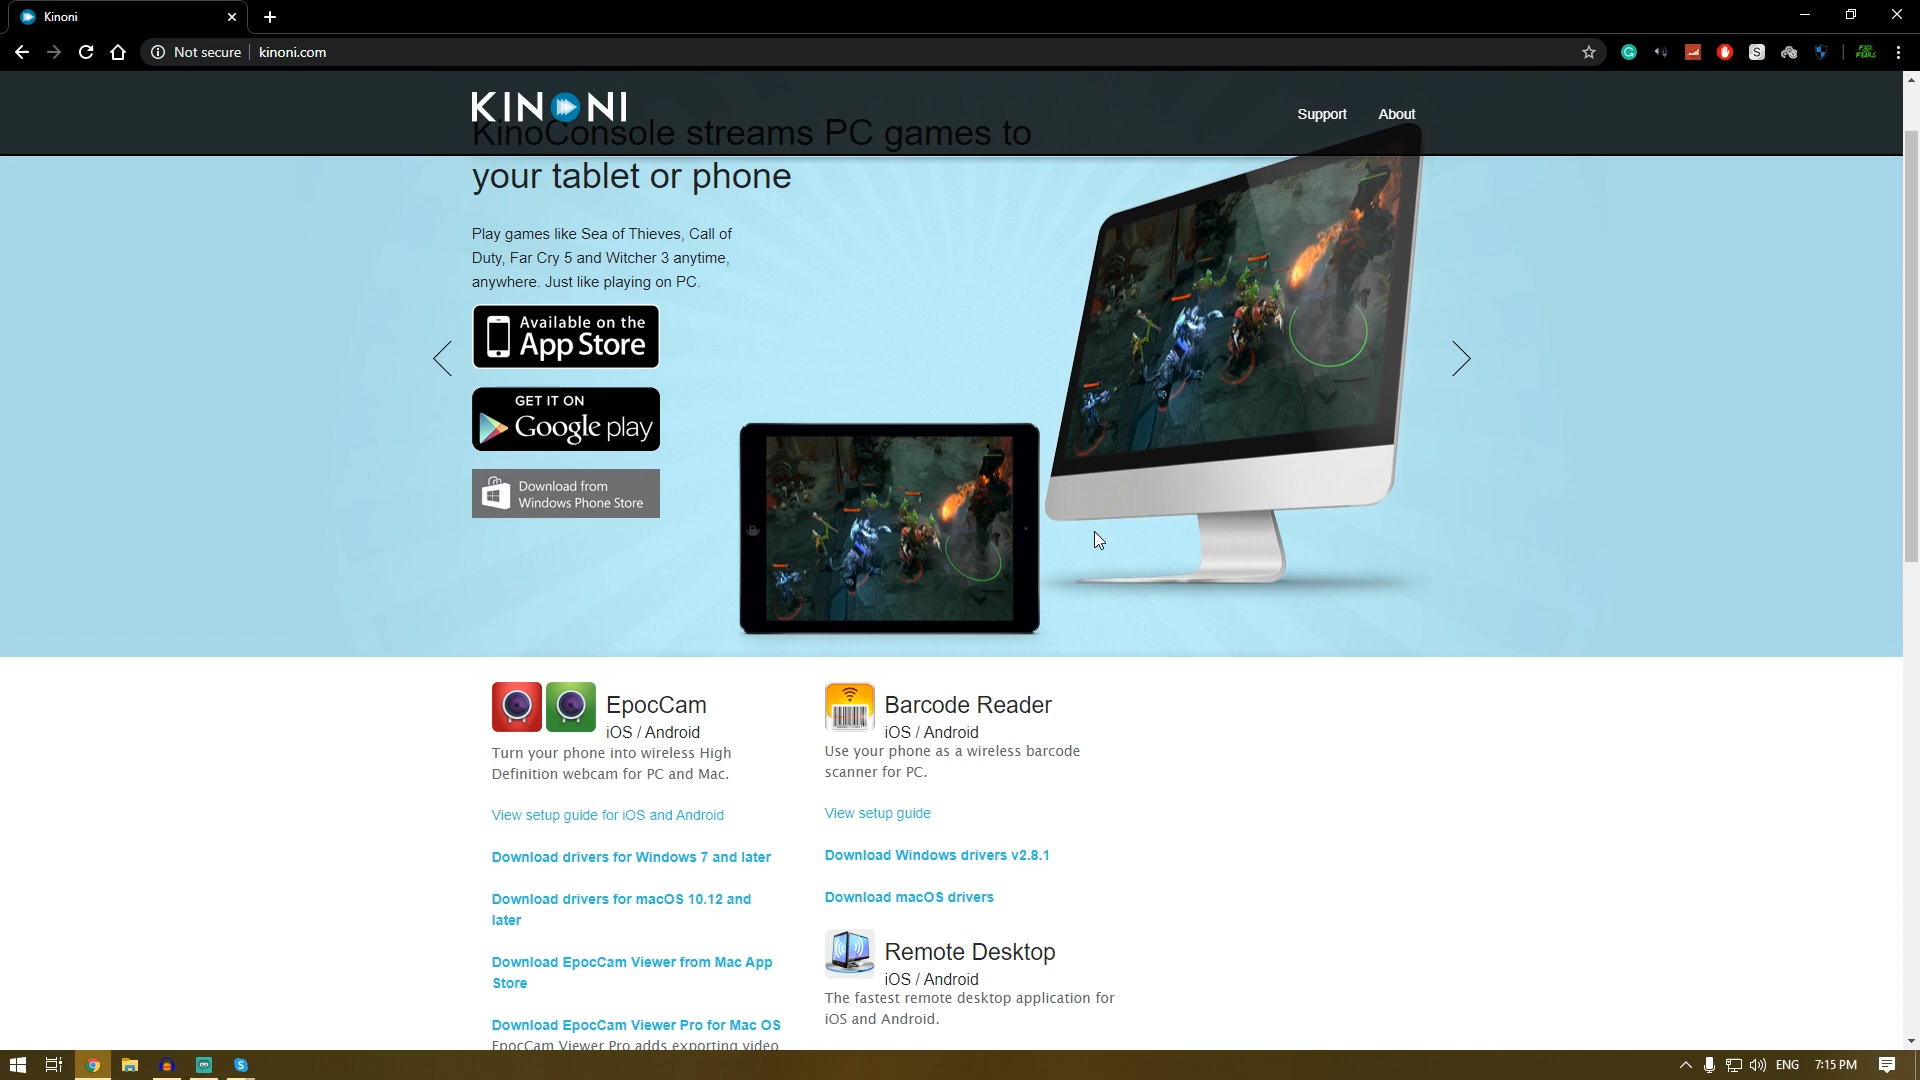 Kinoni
Not secure
kinoni.com
KINONI
Support
About
KinoConsole streams PC games to
your tablet or phone
Play games like Sea of Thieves, Call of
Duty, Far Cry 5 and Witcher 3 anytime,
anywhere. Just like playing on PC.
Available on the
App Store
GET IT ON
Google play
Download from
Windows Phone Store
EpocCam
iOS / Android
Turn your phone into wireless High
Definition webcam for PC and Mac.
View setup guide for iOS and Android
Download drivers for Windows 7 and later
Download drivers for macOS 10.12 and
later
Download EpocCam Viewer from Mac App
Store
Download EpocCam Viewer Pro for Mac OS
EpocCam Viewer Pro adds exporting video
Barcode Reader
iOS / Android
Use your phone as a wireless barcode
scanner for PC.
View setup guide
Download Windows drivers v2.8.1
Download macOS drivers
Remote Desktop
iOS / Android
The fastest remote desktop application for
iOS and Android.
ENG
7:15 PM